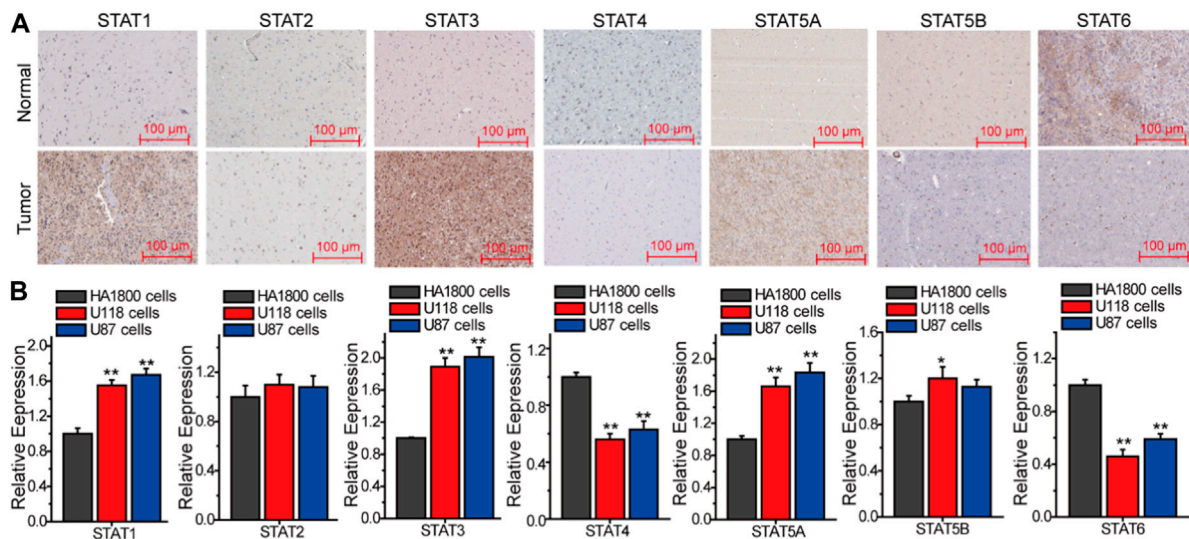 A
STAT1 STAT2 STAT3 STAT4 STAT5A STAT5B STAT6
Normal
100 µm 100 µm 100 µm 100 µm 100 µm 100 µm 100 µm
Tumor
100 µm 100 µm 100 µm 100 µm 100 µm 100 µm 100 µm
B
HA1800 cells
U118 cells
U87 cells
Relative Eepression
2.0
1.6
1.2
0.8
0.4
0.0
** **
STAT1
HA1800 cells
U118 cells
U87 cells
Relative Eepression
1.2
0.8
0.4
0.0
STAT2
HA1800 cells
U118 cells
U87 cells
Relative Eepression
2.0
1.6
1.2
0.8
0.4
0.0
** **
STAT3
HA1800 cells
U118 cells
U87 cells
Relative Eepression
1.2
0.9
0.6
0.3
0.0
** **
STAT4
HA1800 cells
U118 cells
U87 cells
Relative Eepression
2.0
1.6
1.2
0.8
0.4
0.0
** **
STAT5A
HA1800 cells
U118 cells
U87 cells
Relative Eepression
1.6
1.2
0.8
0.4
0.0
*
STAT5B
HA1800 cells
U118 cells
U87 cells
Relative Eepression
1.2
0.8
0.4
0.0
** **
STAT6